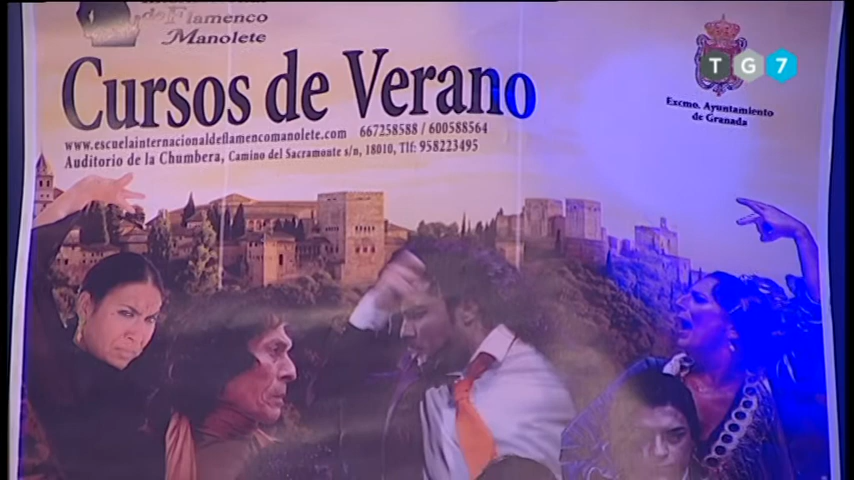 de Flamenco
Manolete
Cursos de Verano
www.escuelainternacionaldeflamencomanolete.com 667258588 / 600588564
Auditorio de la Chumbera, Camino del Sacramonte s/n, 18010, Tlf: 958223495
TG7
Excmo. Ayuntamiento
de Granada